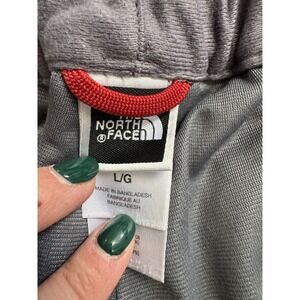 THE
NORTH
FACE
L/G
MADE IN BANGLADESH
FABRIQUÉ AU
BANGLADESH